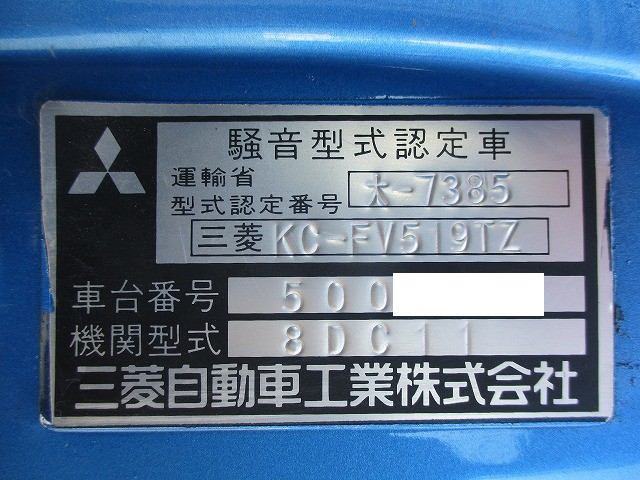 騒音型式認定車
運輸省
型式認定番号 木-7385
三菱 KC-FV519TZ
車台番号 500
機関型式 8DC11
三菱自動車工業株式会社